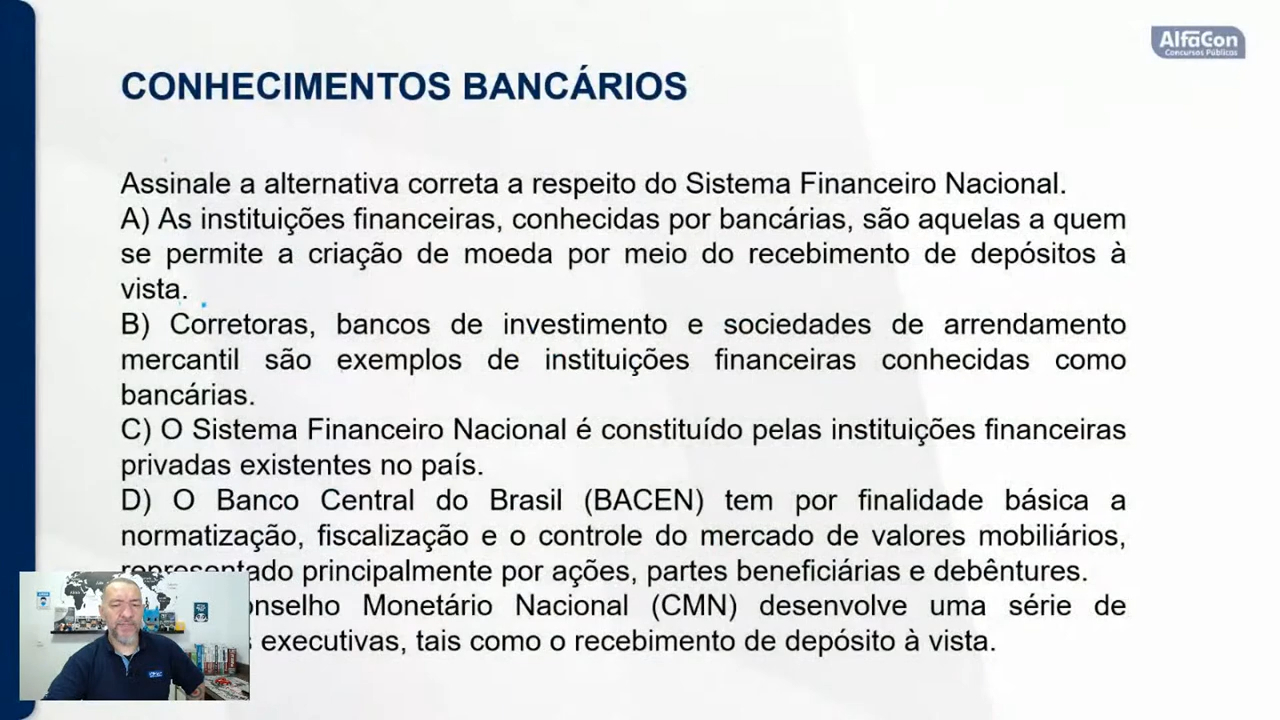 AlfaCon
Concursos Públicos
CONHECIMENTOS BANCÁRIOS
Assinale a alternativa correta a respeito do Sistema Financeiro Nacional.
A) As instituições financeiras, conhecidas por bancárias, são aquelas a quem
se permite a criação de moeda por meio do recebimento de depósitos à
vista.
B) Corretoras, bancos de investimento e sociedades de arrendamento
mercantil são exemplos de instituições financeiras conhecidas como
bancárias.
C) O Sistema Financeiro Nacional é constituído pelas instituições financeiras
privadas existentes no país.
D) O Banco Central do Brasil (BACEN) tem por finalidade básica a
normatização, fiscalização e o controle do mercado de valores mobiliários,
representado principalmente por ações, partes beneficiárias e debêntures.
onselho Monetário Nacional (CMN) desenvolve uma série de
s executivas, tais como o recebimento de depósito à vista.